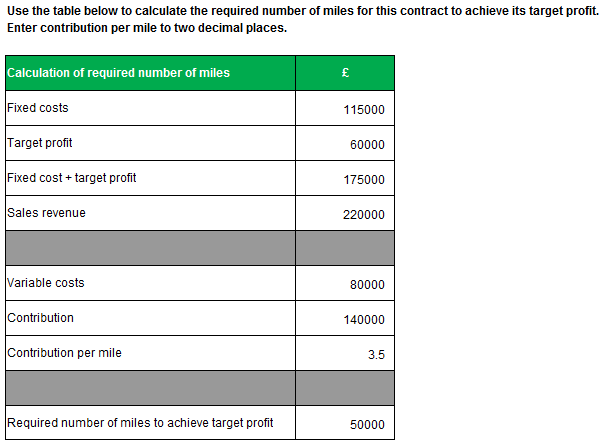 Use the table below to calculate the required number of miles for this contract to achieve its target profit.
Enter contribution per mile to two decimal places.
Calculation of required number of miles £
Fixed costs 115000
Target profit 60000
Fixed cost + target profit 175000
Sales revenue 220000
Variable costs 80000
Contribution 140000
Contribution per mile 3.5
Required number of miles to achieve target profit 50000